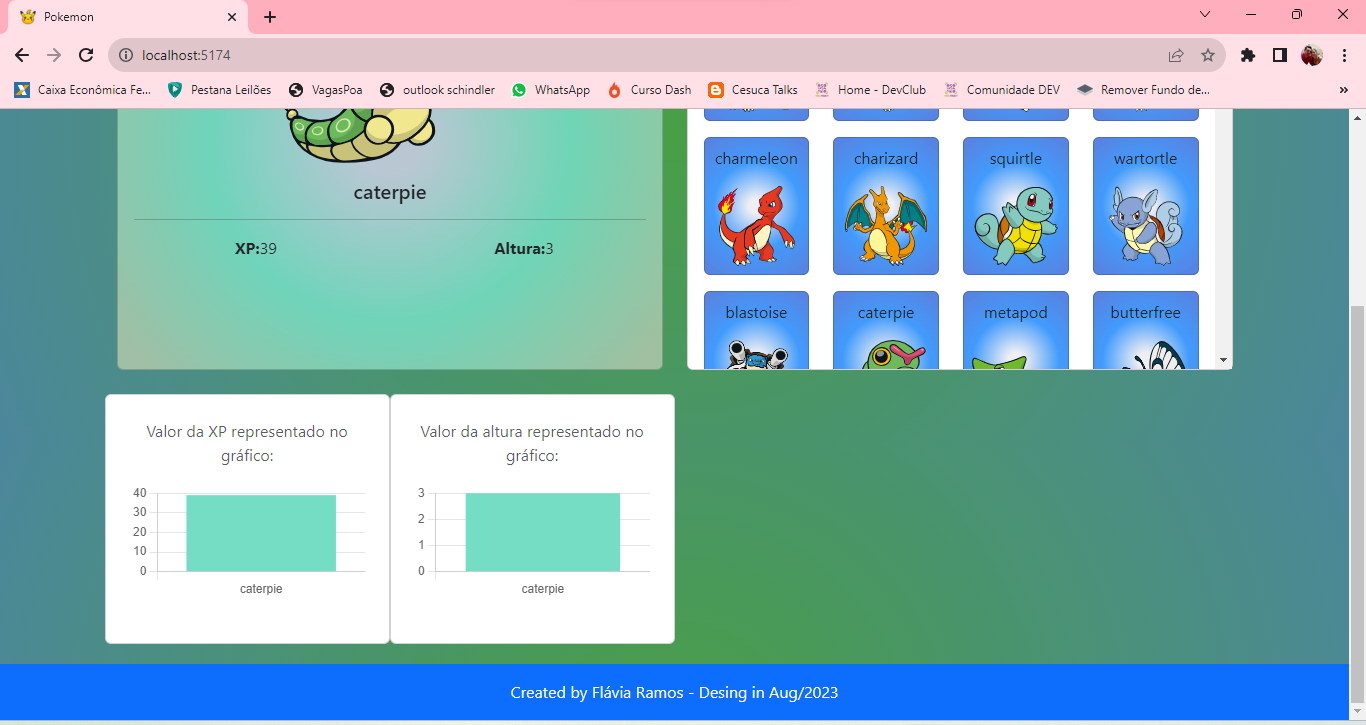 Pokemon
localhost:5174
Caixa Econômica Fe...
Pestana Leilões
VagasPoa
outlook schindler
WhatsApp
Curso Dash
Cesuca Talks
Home - DevClub
Comunidade DEV
Remover Fundo de...
»
caterpie
XP:39
Altura:3
charmeleon
charizard
squirtle
wartortle
blastoise
caterpie
metapod
butterfree
Valor da XP representado no
gráfico:
40
30
20
10
0
caterpie
Valor da altura representado no
gráfico:
3
2
1
0
caterpie
Created by Flávia Ramos - Desing in Aug/2023